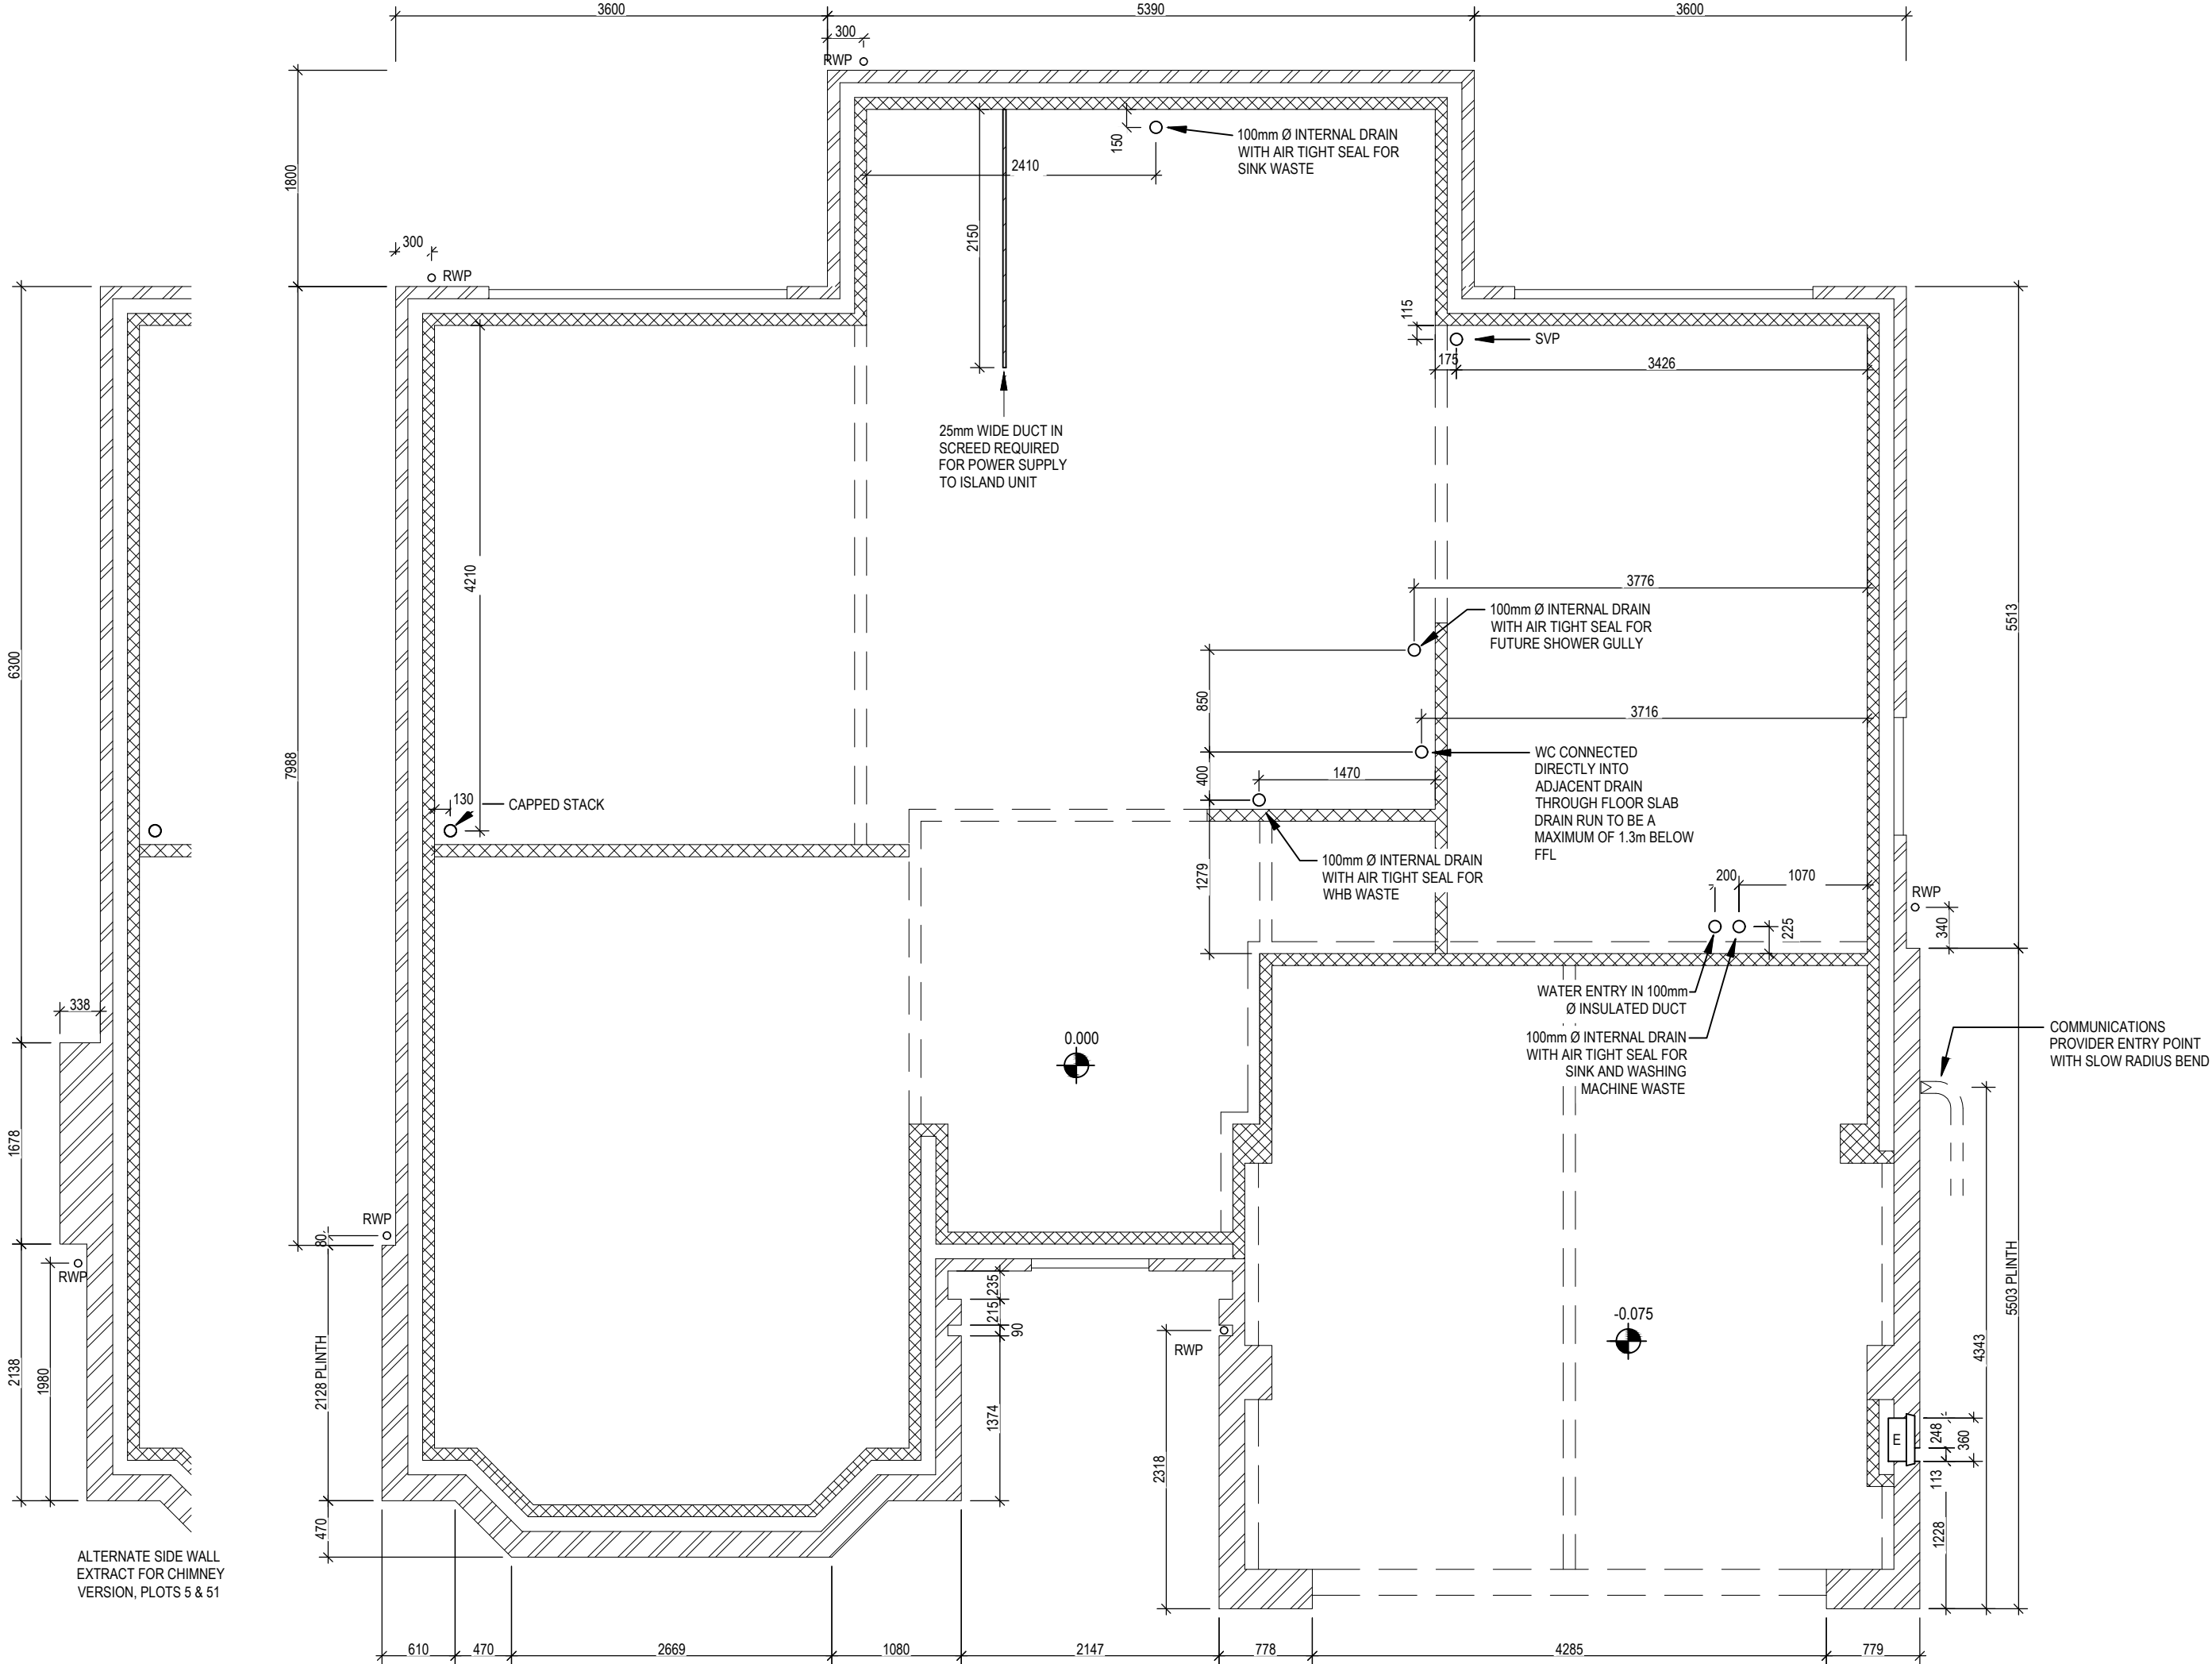 3600
5390
3600
300
RWP
1800
150
100mm Ø INTERNAL DRAIN
WITH AIR TIGHT SEAL FOR
SINK WASTE
2410
2150
300
RWP
115
SVP
175
3426
25mm WIDE DUCT IN
SCREED REQUIRED
FOR POWER SUPPLY
TO ISLAND UNIT
4210
3776
100mm Ø INTERNAL DRAIN
WITH AIR TIGHT SEAL FOR
FUTURE SHOWER GULLY
5513
6300
850
3716
7988
400
1470
WC CONNECTED
DIRECTLY INTO
ADJACENT DRAIN
THROUGH FLOOR SLAB
DRAIN RUN TO BE A
MAXIMUM OF 1.3m BELOW
FFL
130
CAPPED STACK
100mm Ø INTERNAL DRAIN
WITH AIR TIGHT SEAL FOR
WHB WASTE
1279
200
1070
RWP
340
225
WATER ENTRY IN 100mm
Ø INSULATED DUCT
338
0.000
100mm Ø INTERNAL DRAIN
WITH AIR TIGHT SEAL FOR
SINK AND WASHING
MACHINE WASTE
COMMUNICATIONS
PROVIDER ENTRY POINT
WITH SLOW RADIUS BEND
1678
RWP
80
RWP
235
215
90
RWP
-0.075
5503 PLINTH
4343
2138
1980
2128 PLINTH
1374
2318
E
248
360
113
1228
470
ALTERNATE SIDE WALL
EXTRACT FOR CHIMNEY
VERSION, PLOTS 5 & 51
610
470
2669
1080
2147
778
4285
779